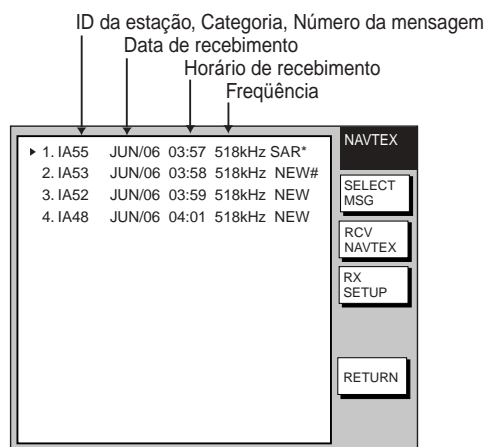 ID da estação, Categoria, Número da mensagem
Data de recebimento
Horário de recebimento
Freqüência
NAVTEX
1. IA55 JUN/06 03:57 518kHz SAR*
2. IA53 JUN/06 03:58 518kHz NEW#
3. IA52 JUN/06 03:59 518kHz NEW
4. IA48 JUN/06 04:01 518kHz NEW
SELECT
MSG
RCV
NAVTEX
RX
SETUP
RETURN